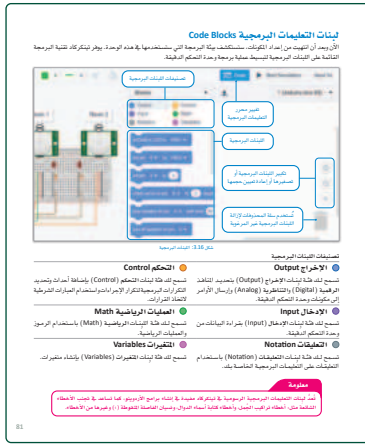 لبنات التعليمات البرمجية Code Blocks
الآن وبعد أن انتهيت من إعداد المكونات، ستستكشف بيئة البرمجة التي ستستخدمها في هذه الوحدة. يوفر تينكركاد تقنية البرمجة
القائمة على اللبنات البرمجية لتبسيط عملية برمجة وحدة التحكم الدقيقة.
تصنيفات اللبنات البرمجية
تغيير محرر
التعليمات البرمجية
اللبنات البرمجية
تكبير اللبنات البرمجية أو
تصغيرها أو إعادة تعيين حجمها
تُستخدم سلة المحذوفات لإزالة
اللبنات البرمجية غير المرغوبة
شكل 3.16: اللبنات البرمجية
تصنيفات اللبنات البرمجية
الإخراج Output
تسمح لك فئة لبنات الإخراج (Output) بتحديد المنافذ
الرقمية (Digital) والتناظرية (Analog) وإرسال الأوامر
إلى مكونات وحدة التحكم الدقيقة.
التحكم Control
تسمح لك فئة لبنات التحكم (Control) بإضافة أحداث وتحديد
التكرارات البرمجية لتكرار الإجراءات واستخدام العبارات الشرطية
لاتخاذ القرارات.
الإدخال Input
تسمح لك فئة لبنات الإدخال (Input) بقراءة البيانات من
وحدة التحكم الدقيقة.
العمليات الرياضية Math
تسمح لك فئة اللبنات الرياضية (Math) باستخدام الرموز
والعمليات الرياضية.
التعليقات Notation
تسمح لك فئة لبنات التعليقات (Notation) باستخدام
التعليقات على التعليمات البرمجية الخاصة بك.
المتغيرات Variables
تسمح لك فئة لبنات المتغيرات (Variables) بإنشاء متغيرات.
معلومة
تُعدّ لبنات التعليمات البرمجية الرسومية في تينكركاد مفيدة في إنشاء برامج الأردوينو، كما تساعد في تجنب الأخطاء
الشائعة مثل: أخطاء تراكيب الجمل، وأخطاء كتابة أسماء الدوال، ونسيان الفاصلة المنقوطة (;) وغيرها من الأخطاء.
81